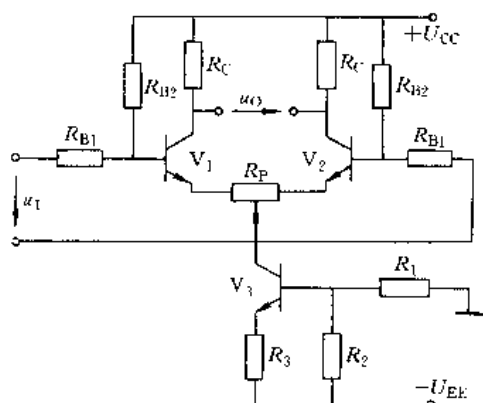 +U_CC
R_C
R_C
R_B2
R_B2
u_O
R_B1
V_1
V_2
R_B1
R_P
u_I
R_1
V_3
R_3
R_2
-U_EE